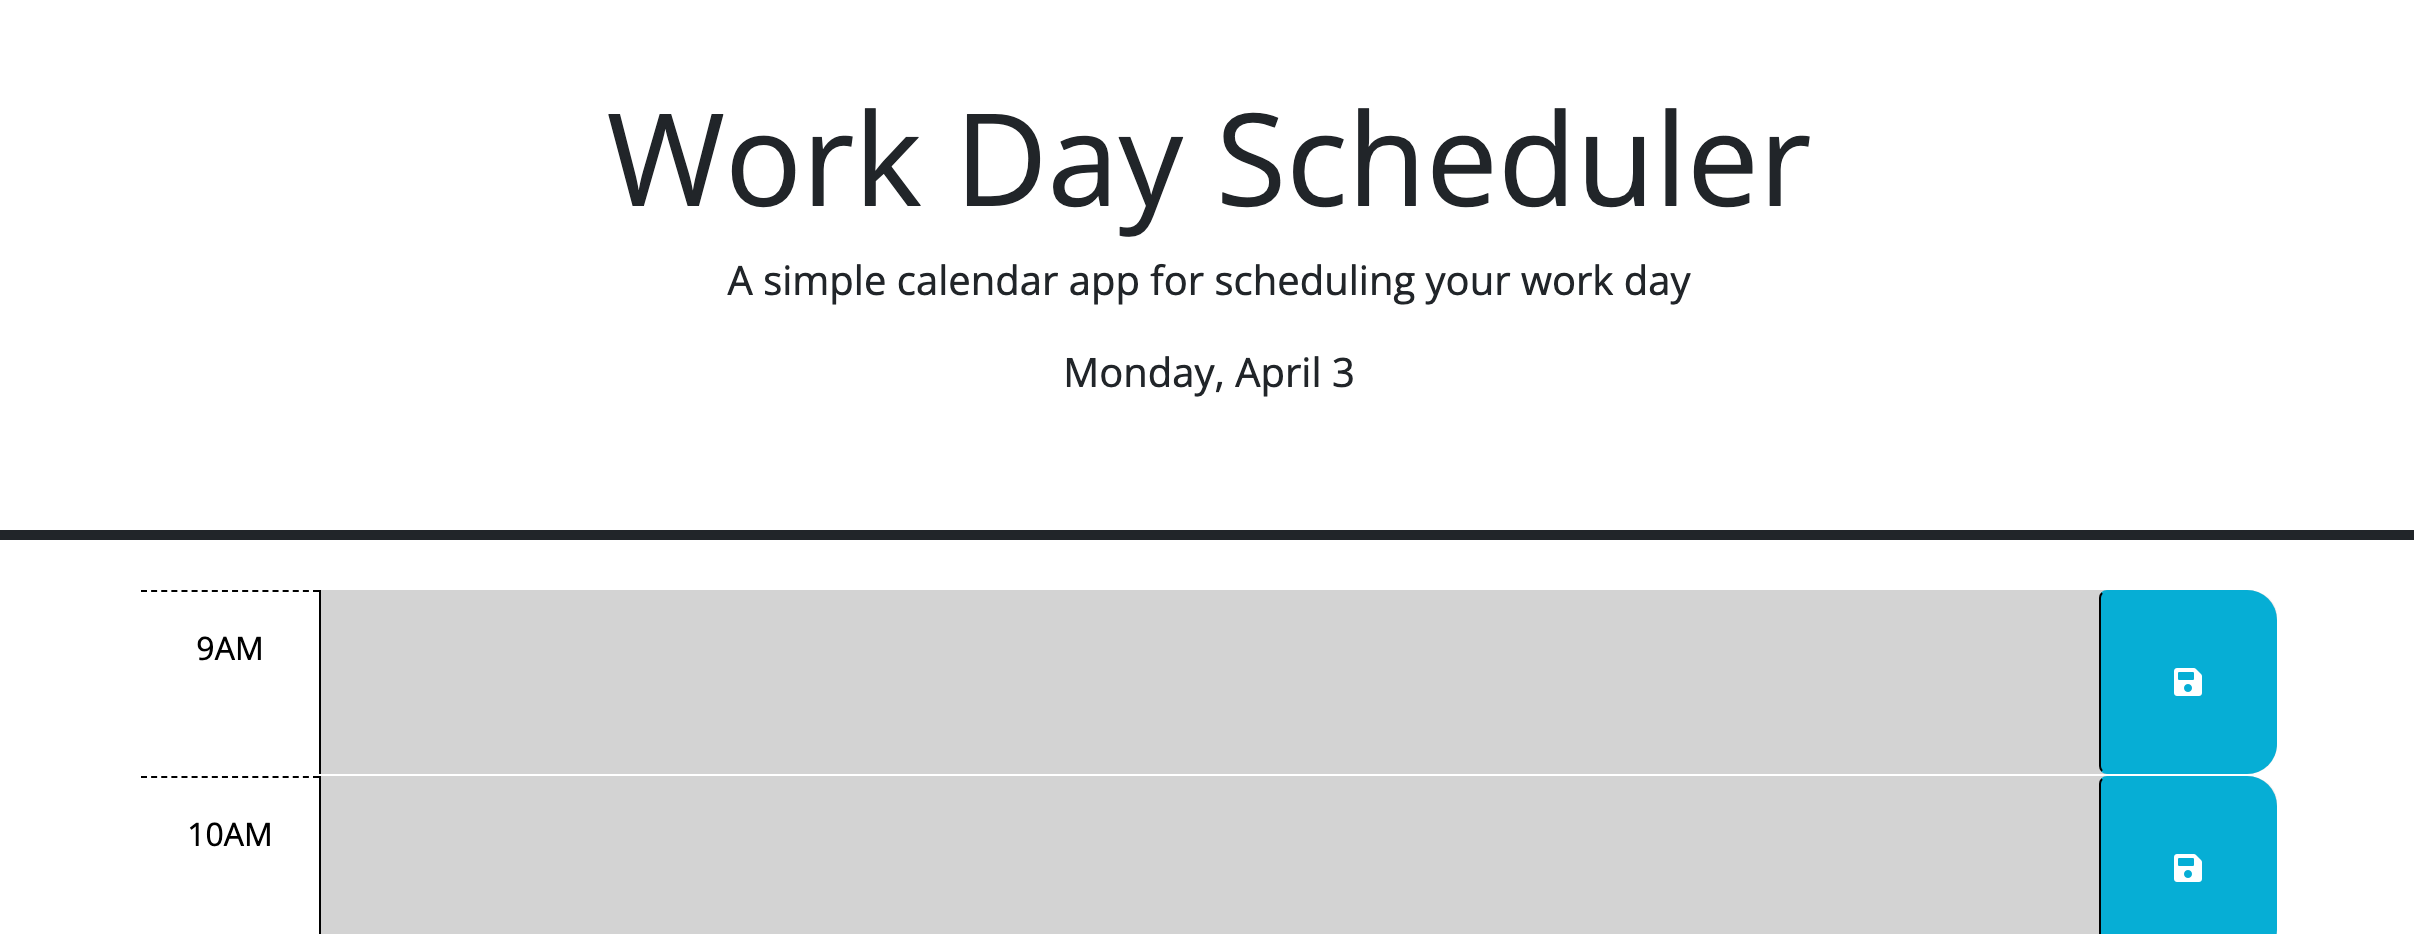 Work Day Scheduler
A simple calendar app for scheduling your work day
Monday, April 3
9AM
10AM